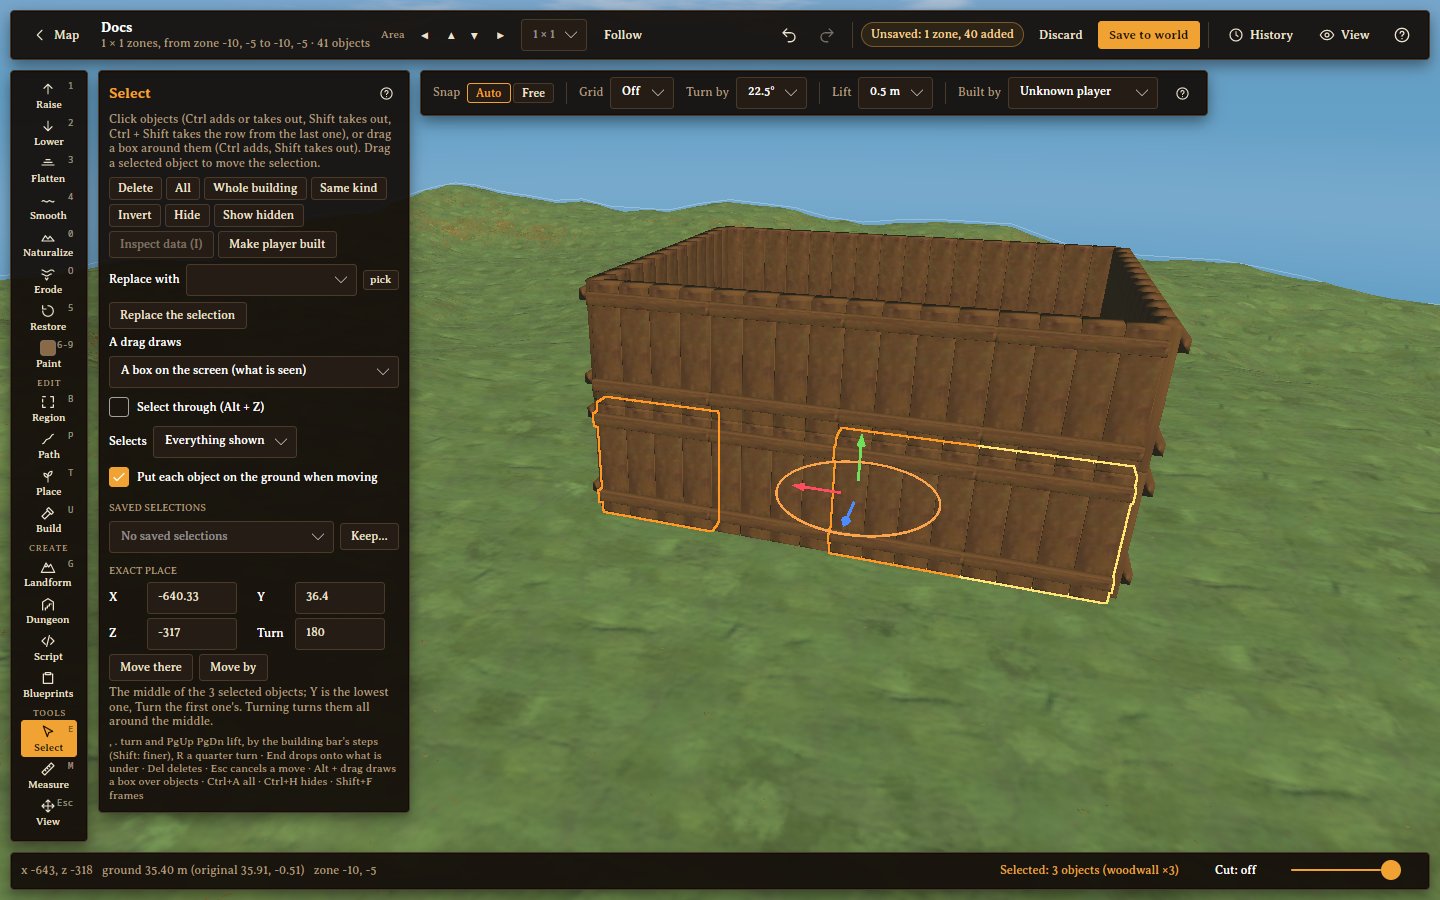 Map
Docs
1 × 1 zones, from zone -10, -5 to -10, -5 · 41 objects
Area
1 × 1
Follow
Unsaved: 1 zone, 40 added
Discard
Save to world
History
View
1
Raise
2
Lower
3
Flatten
4
Smooth
0
Naturalize
O
Erode
5
Restore
6-9
Paint
EDIT
B
Region
P
Path
T
Place
U
Build
CREATE
G
Landform
Dungeon
Script
Blueprints
TOOLS
E
Select
M
Measure
Esc
View
Select
Click objects (Ctrl adds or takes out, Shift takes out,
Ctrl + Shift takes the row from the last one), or drag
a box around them (Ctrl adds, Shift takes out). Drag
a selected object to move the selection.
Delete All Whole building Same kind
Invert Hide Show hidden
Inspect data (I) Make player built
Replace with pick
Replace the selection
A drag draws
A box on the screen (what is seen)
Select through (Alt + Z)
Selects Everything shown
Put each object on the ground when moving
SAVED SELECTIONS
No saved selections Keep...
EXACT PLACE
X -640.33 Y 36.4
Z -317 Turn 180
Move there Move by
The middle of the 3 selected objects; Y is the lowest
one, Turn the first one's. Turning turns them all
around the middle.
, . turn and PgUp PgDn lift, by the building bar's steps
(Shift: finer), R a quarter turn · End drops onto what is
under · Del deletes · Esc cancels a move · Alt + drag draws
a box over objects · Ctrl+A all · Ctrl+H hides · Shift+F
frames
Snap Auto Free Grid Off Turn by 22.5° Lift 0.5 m Built by Unknown player
x -643, z -318 ground 35.40 m (original 35.91, -0.51) zone -10, -5
Selected: 3 objects (woodwall ×3)
Cut: off